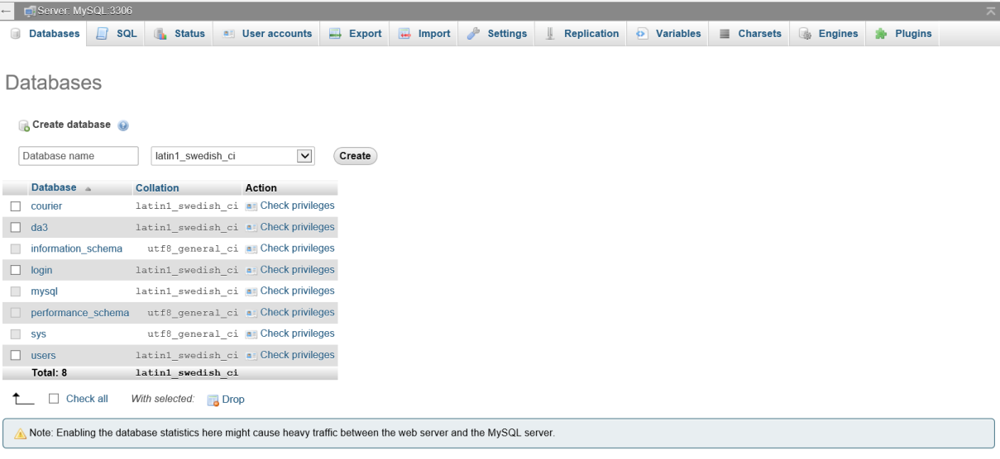 Server: MySQL:3306
Databases SQL Status User accounts Export Import Settings Replication Variables Charsets Engines Plugins
Databases
Create database
Database name latin1_swedish_ci Create
Database Collation Action
courier latin1_swedish_ci Check privileges
da3 latin1_swedish_ci Check privileges
information_schema utf8_general_ci Check privileges
login latin1_swedish_ci Check privileges
mysql latin1_swedish_ci Check privileges
performance_schema utf8_general_ci Check privileges
sys utf8_general_ci Check privileges
users latin1_swedish_ci Check privileges
Total: 8 latin1_swedish_ci
Check all With selected: Drop
Note: Enabling the database statistics here might cause heavy traffic between the web server and the MySQL server.